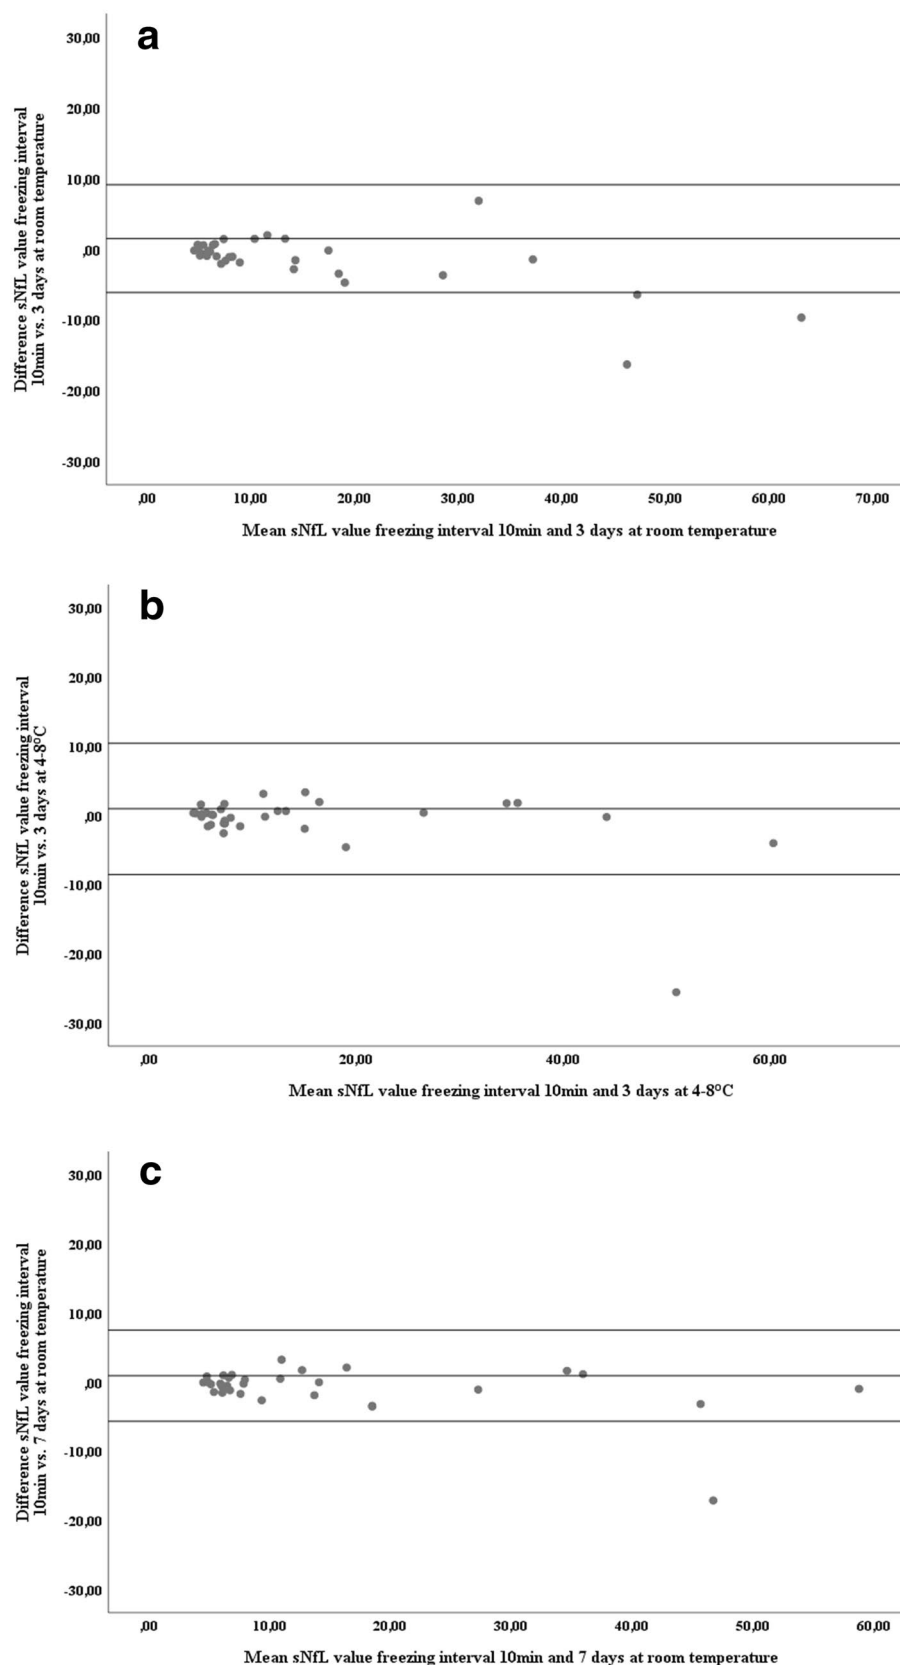 a
30,00
20,00
10,00
,00
-10,00
-20,00
-30,00
Difference sNfL value freezing interval
10min vs. 3 days at room temperature
,00 10,00 20,00 30,00 40,00 50,00 60,00 70,00
Mean sNfL value freezing interval 10min and 3 days at room temperature
b
30,00
20,00
10,00
,00
-10,00
-20,00
-30,00
Difference sNfL value freezing interval
10min vs. 3 days at 4-8°C
,00 20,00 40,00 60,00
Mean sNfL value freezing interval 10min and 3 days at 4-8°C
c
30,00
20,00
10,00
,00
-10,00
-20,00
-30,00
Difference sNfL value freezing interval
10min vs. 7 days at room temperature
,00 10,00 20,00 30,00 40,00 50,00 60,00
Mean sNfL value freezing interval 10min and 7 days at room temperature